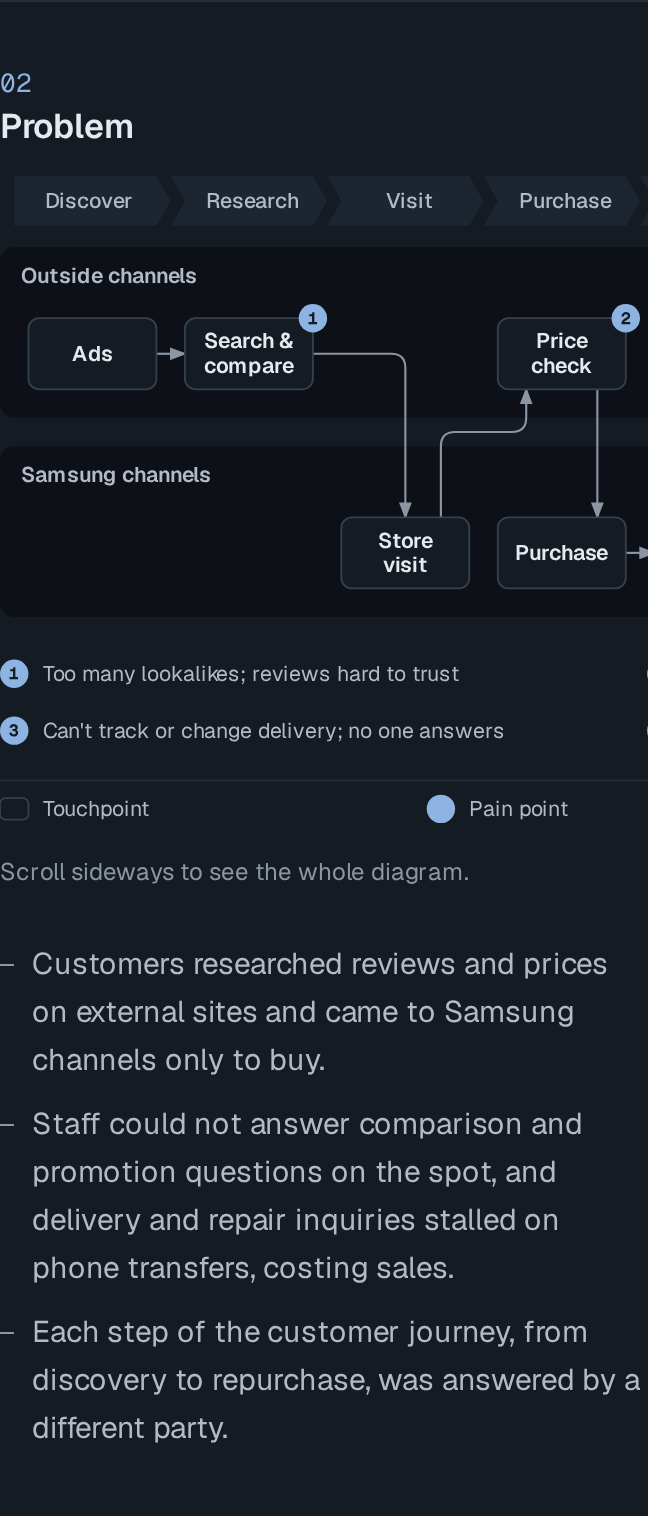 02
Problem
Discover
Research
Visit
Purchase
Outside channels
Ads
Search &
compare
1
Price
check
2
Samsung channels
Store
visit
Purchase
1 Too many lookalikes; reviews hard to trust
3 Can't track or change delivery; no one answers
Touchpoint
Pain point
Scroll sideways to see the whole diagram.
– Customers researched reviews and prices
on external sites and came to Samsung
channels only to buy.
– Staff could not answer comparison and
promotion questions on the spot, and
delivery and repair inquiries stalled on
phone transfers, costing sales.
– Each step of the customer journey, from
discovery to repurchase, was answered by a
different party.